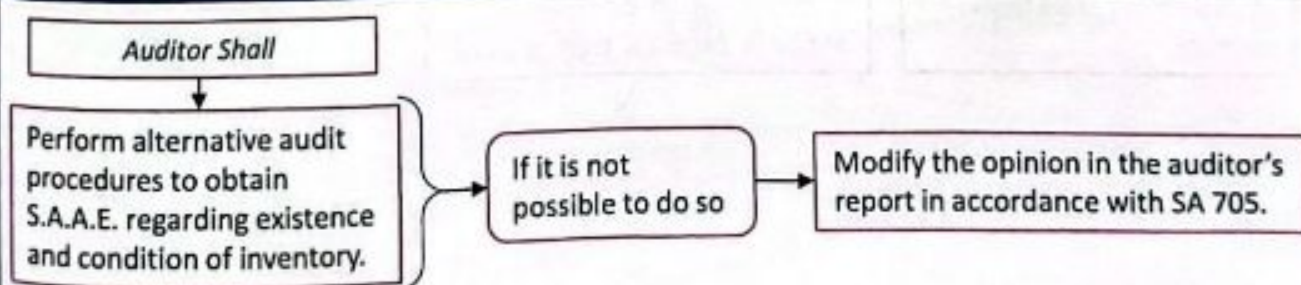 Auditor Shall
Perform alternative audit
procedures to obtain
S.A.A.E. regarding existence
and condition of inventory.
If it is not
possible to do so
Modify the opinion in the auditor's
report in accordance with SA 705.